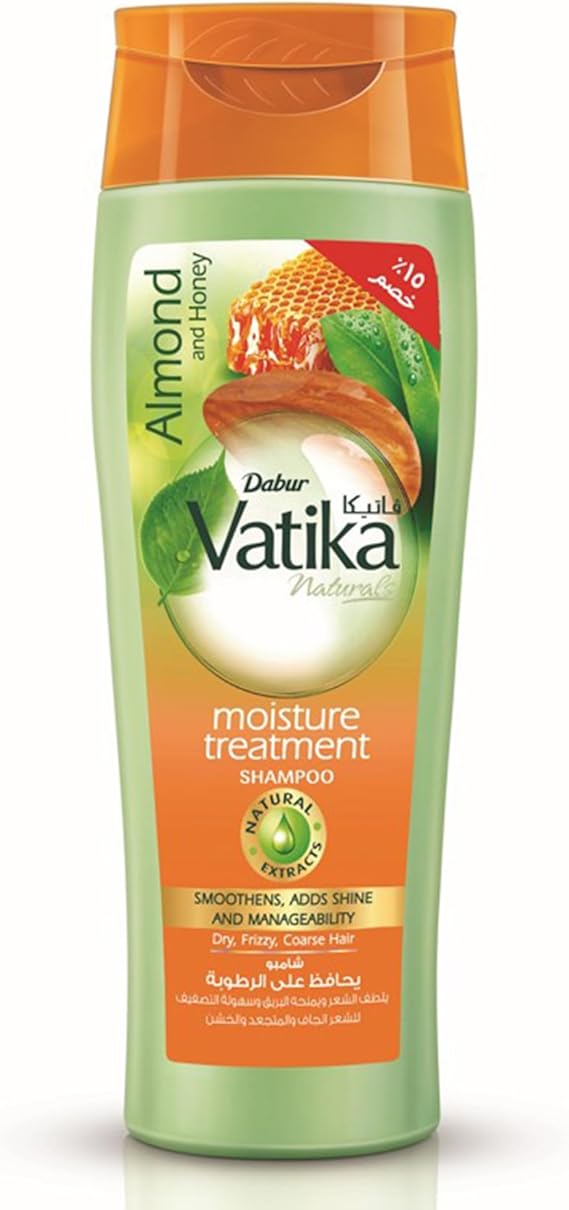 Almond
and Honey
٪١٥
خصم
Dabur
فاتيكا
Vatika
Naturals
moisture
treatment
SHAMPOO
NATURAL
EXTRACTS
SMOOTHENS, ADDS SHINE
AND MANAGEABILITY
Dry, Frizzy, Coarse Hair
شامبو
يحافظ على الرطوبة
يلطف الشعر ويمنحه البريق وسهولة التصفيف
للشعر الجاف والمتجعد والخشن